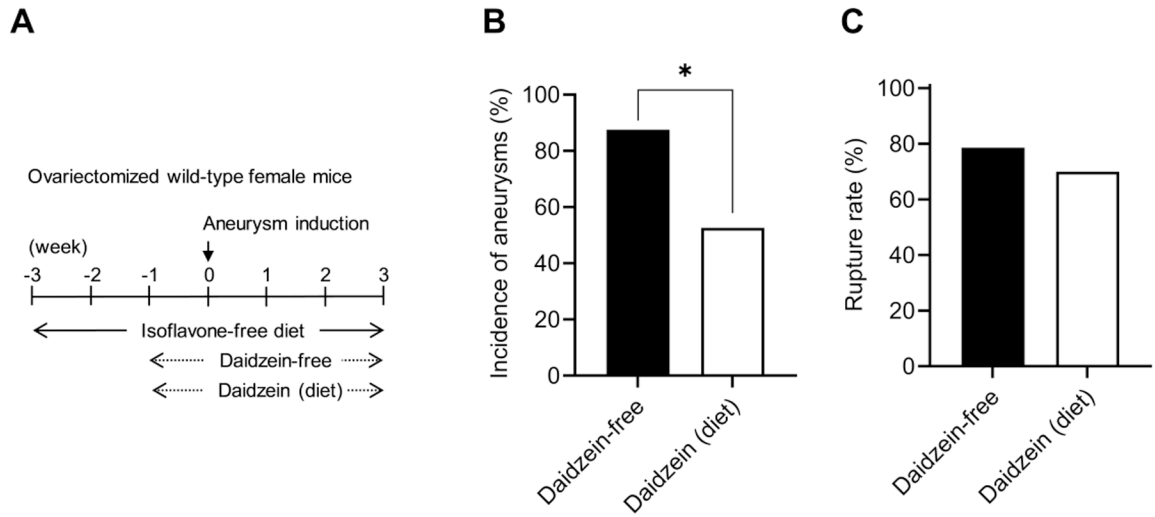 A
Ovariectomized wild-type female mice
Aneurysm induction
(week)
-3 -2 -1 0 1 2 3
Isoflavone-free diet
Daidzein-free
Daidzein (diet)
B
Incidence of aneurysms (%)
100
80
60
40
20
0
*
Daidzein-free
Daidzein (diet)
C
Rupture rate (%)
100
80
60
40
20
0
Daidzein-free
Daidzein (diet)